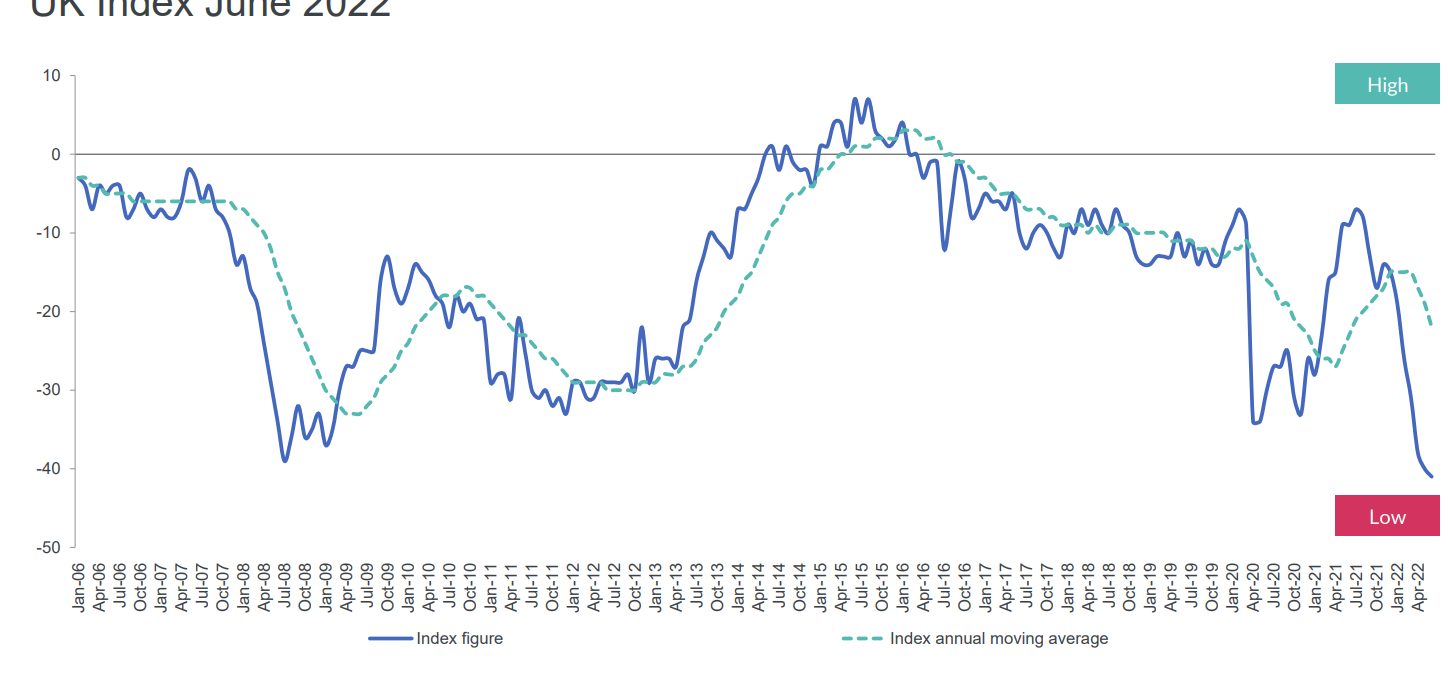 UK Index June 2022
High
10
0
-10
-20
-30
-40
-50
Low
Jan-06 Apr-06 Jul-06 Oct-06 Jan-07 Apr-07 Jul-07 Oct-07 Jan-08 Apr-08 Jul-08 Oct-08 Jan-09 Apr-09 Jul-09 Oct-09 Jan-10 Apr-10 Jul-10 Oct-10 Jan-11 Apr-11 Jul-11 Oct-11 Jan-12 Apr-12 Jul-12 Oct-12 Jan-13 Apr-13 Jul-13 Oct-13 Jan-14 Apr-14 Jul-14 Oct-14 Jan-15 Apr-15 Jul-15 Oct-15 Jan-16 Apr-16 Jul-16 Oct-16 Jan-17 Apr-17 Jul-17 Oct-17 Jan-18 Apr-18 Jul-18 Oct-18 Jan-19 Apr-19 Jul-19 Oct-19 Jan-20 Apr-20 Jul-20 Oct-20 Jan-21 Apr-21 Jul-21 Oct-21 Jan-22 Apr-22
Index figure
Index annual moving average